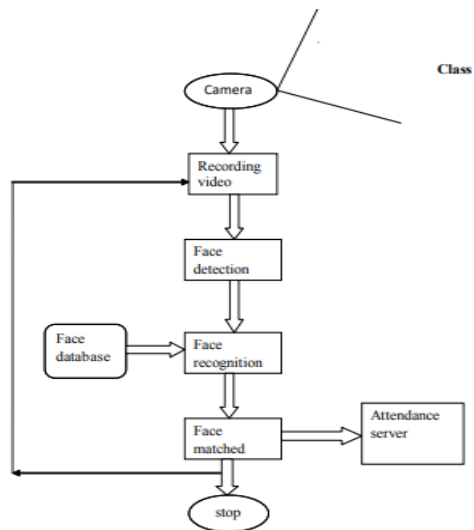 Class
Camera
Recording
video
Face
detection
Face
database
Face
recognition
Face
matched
Attendance
server
stop